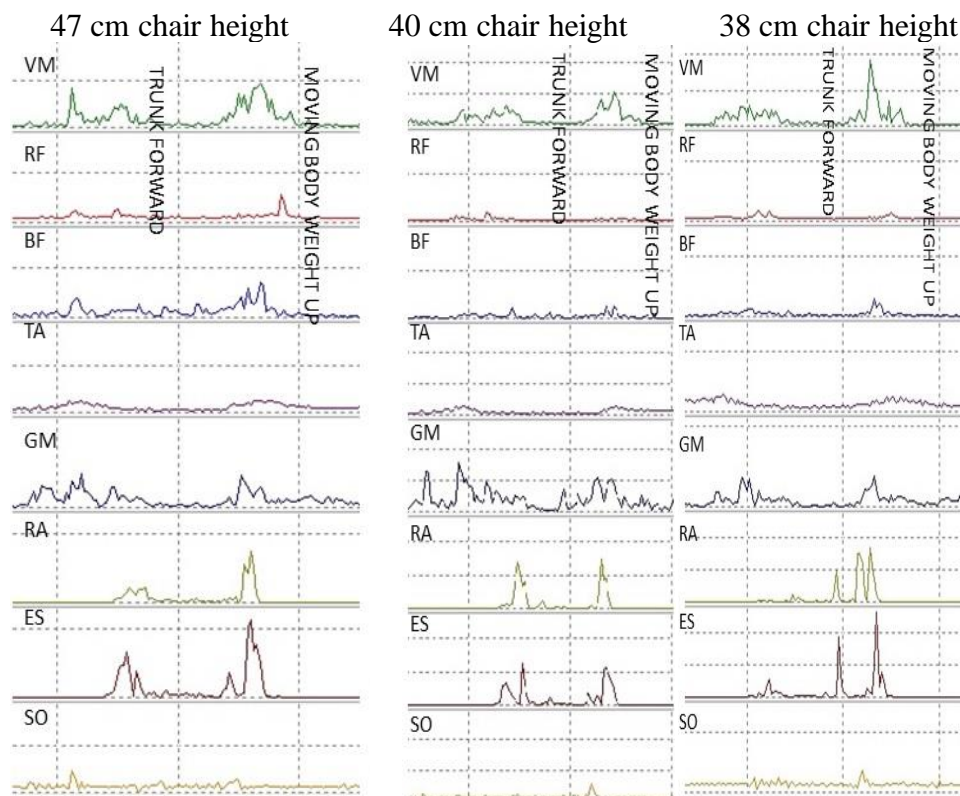 47 cm chair height
VM
TRUNK FORWARD
MOVING BODY WEIGHT UP
RF
BF
TA
GM
RA
ES
SO
40 cm chair height
VM
TRUNK FORWARD
MOVING BODY WEIGHT UP
RF
BF
TA
GM
RA
ES
SO
38 cm chair height
VM
TRUNK FORWARD
MOVING BODY WEIGHT UP
RF
BF
TA
GM
RA
ES
SO